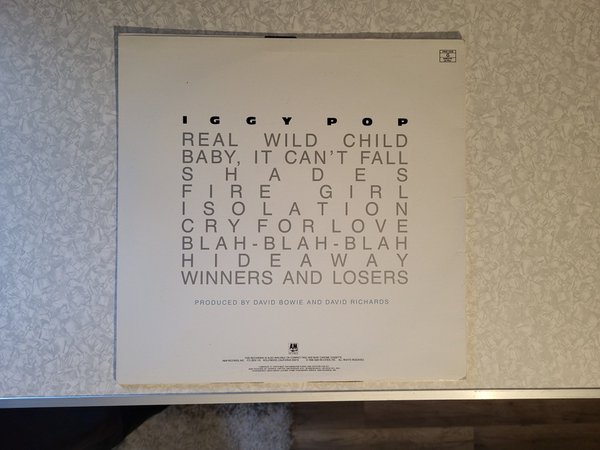 IGGY POP
REAL WILD CHILD
BABY, IT CAN'T FALL
SHADES
FIRE GIRL
ISOLATION
CRY FOR LOVE
BLAH-BLAH-BLAH
HIDEAWAY
WINNERS AND LOSERS
PRODUCED BY DAVID BOWIE AND DAVID RICHARDS
A&M